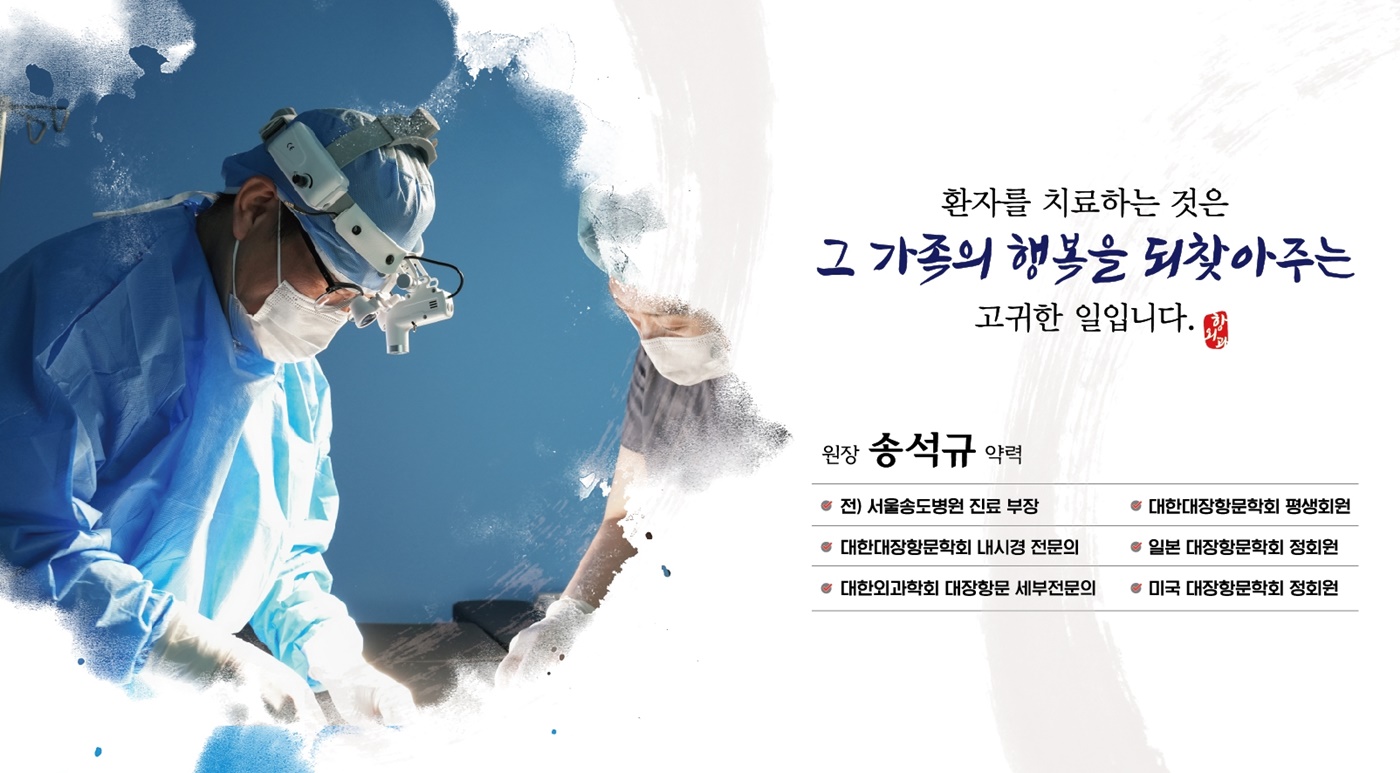 환자를 치료하는 것은
그 가족의 행복을 되찾아주는
고귀한 일입니다.
항외과
원장 송석규 약력
전) 서울송도병원 진료 부장
대한대장항문학회 평생회원
대한대장항문학회 내시경 전문의
일본 대장항문학회 정회원
대한외과학회 대장항문 세부전문의
미국 대장항문학회 정회원